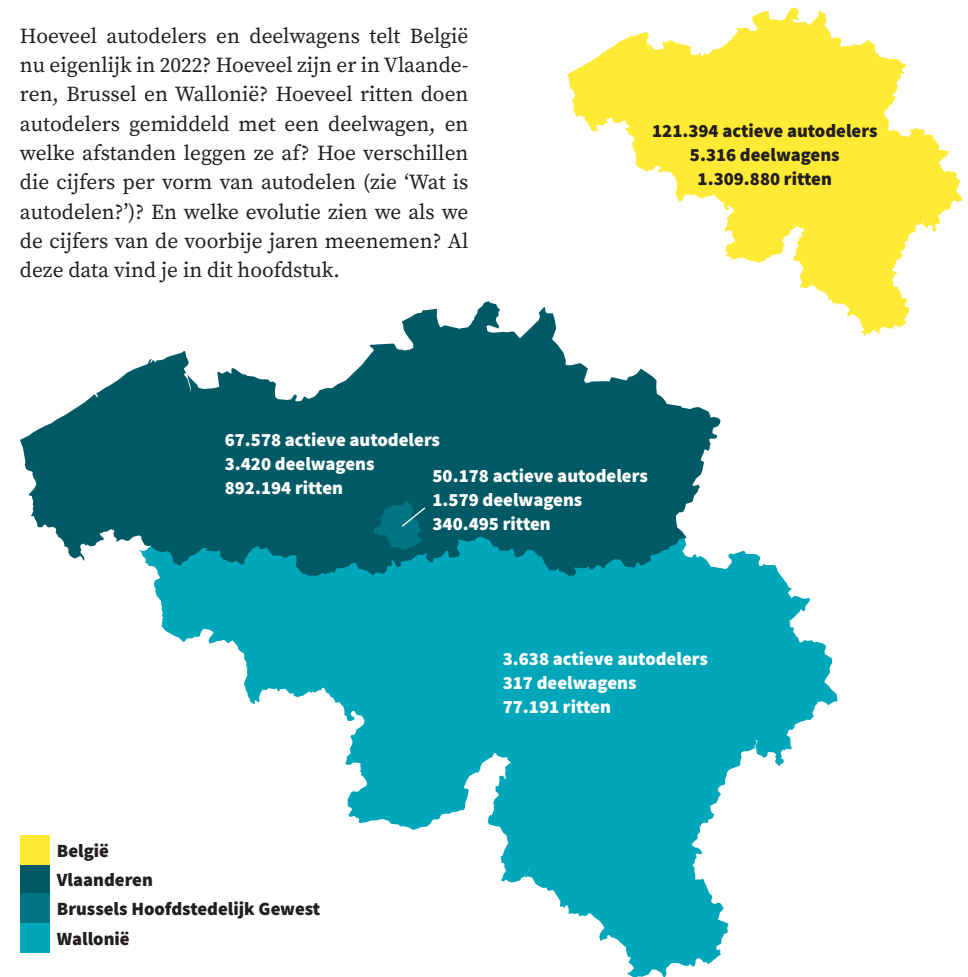 Hoeveel autodelers en deelwagens telt België
nu eigenlijk in 2022? Hoeveel zijn er in Vlaande-
ren, Brussel en Wallonië? Hoeveel ritten doen
autodelers gemiddeld met een deelwagen, en
welke afstanden leggen ze af? Hoe verschillen
die cijfers per vorm van autodelen (zie ‘Wat is
autodelen?’)? En welke evolutie zien we als we
de cijfers van de voorbije jaren meenemen? Al
deze data vind je in dit hoofdstuk.
121.394 actieve autodelers
5.316 deelwagens
1.309.880 ritten
67.578 actieve autodelers
3.420 deelwagens
892.194 ritten
50.178 actieve autodelers
1.579 deelwagens
340.495 ritten
3.638 actieve autodelers
317 deelwagens
77.191 ritten
België
Vlaanderen
Brussels Hoofdstedelijk Gewest
Wallonië